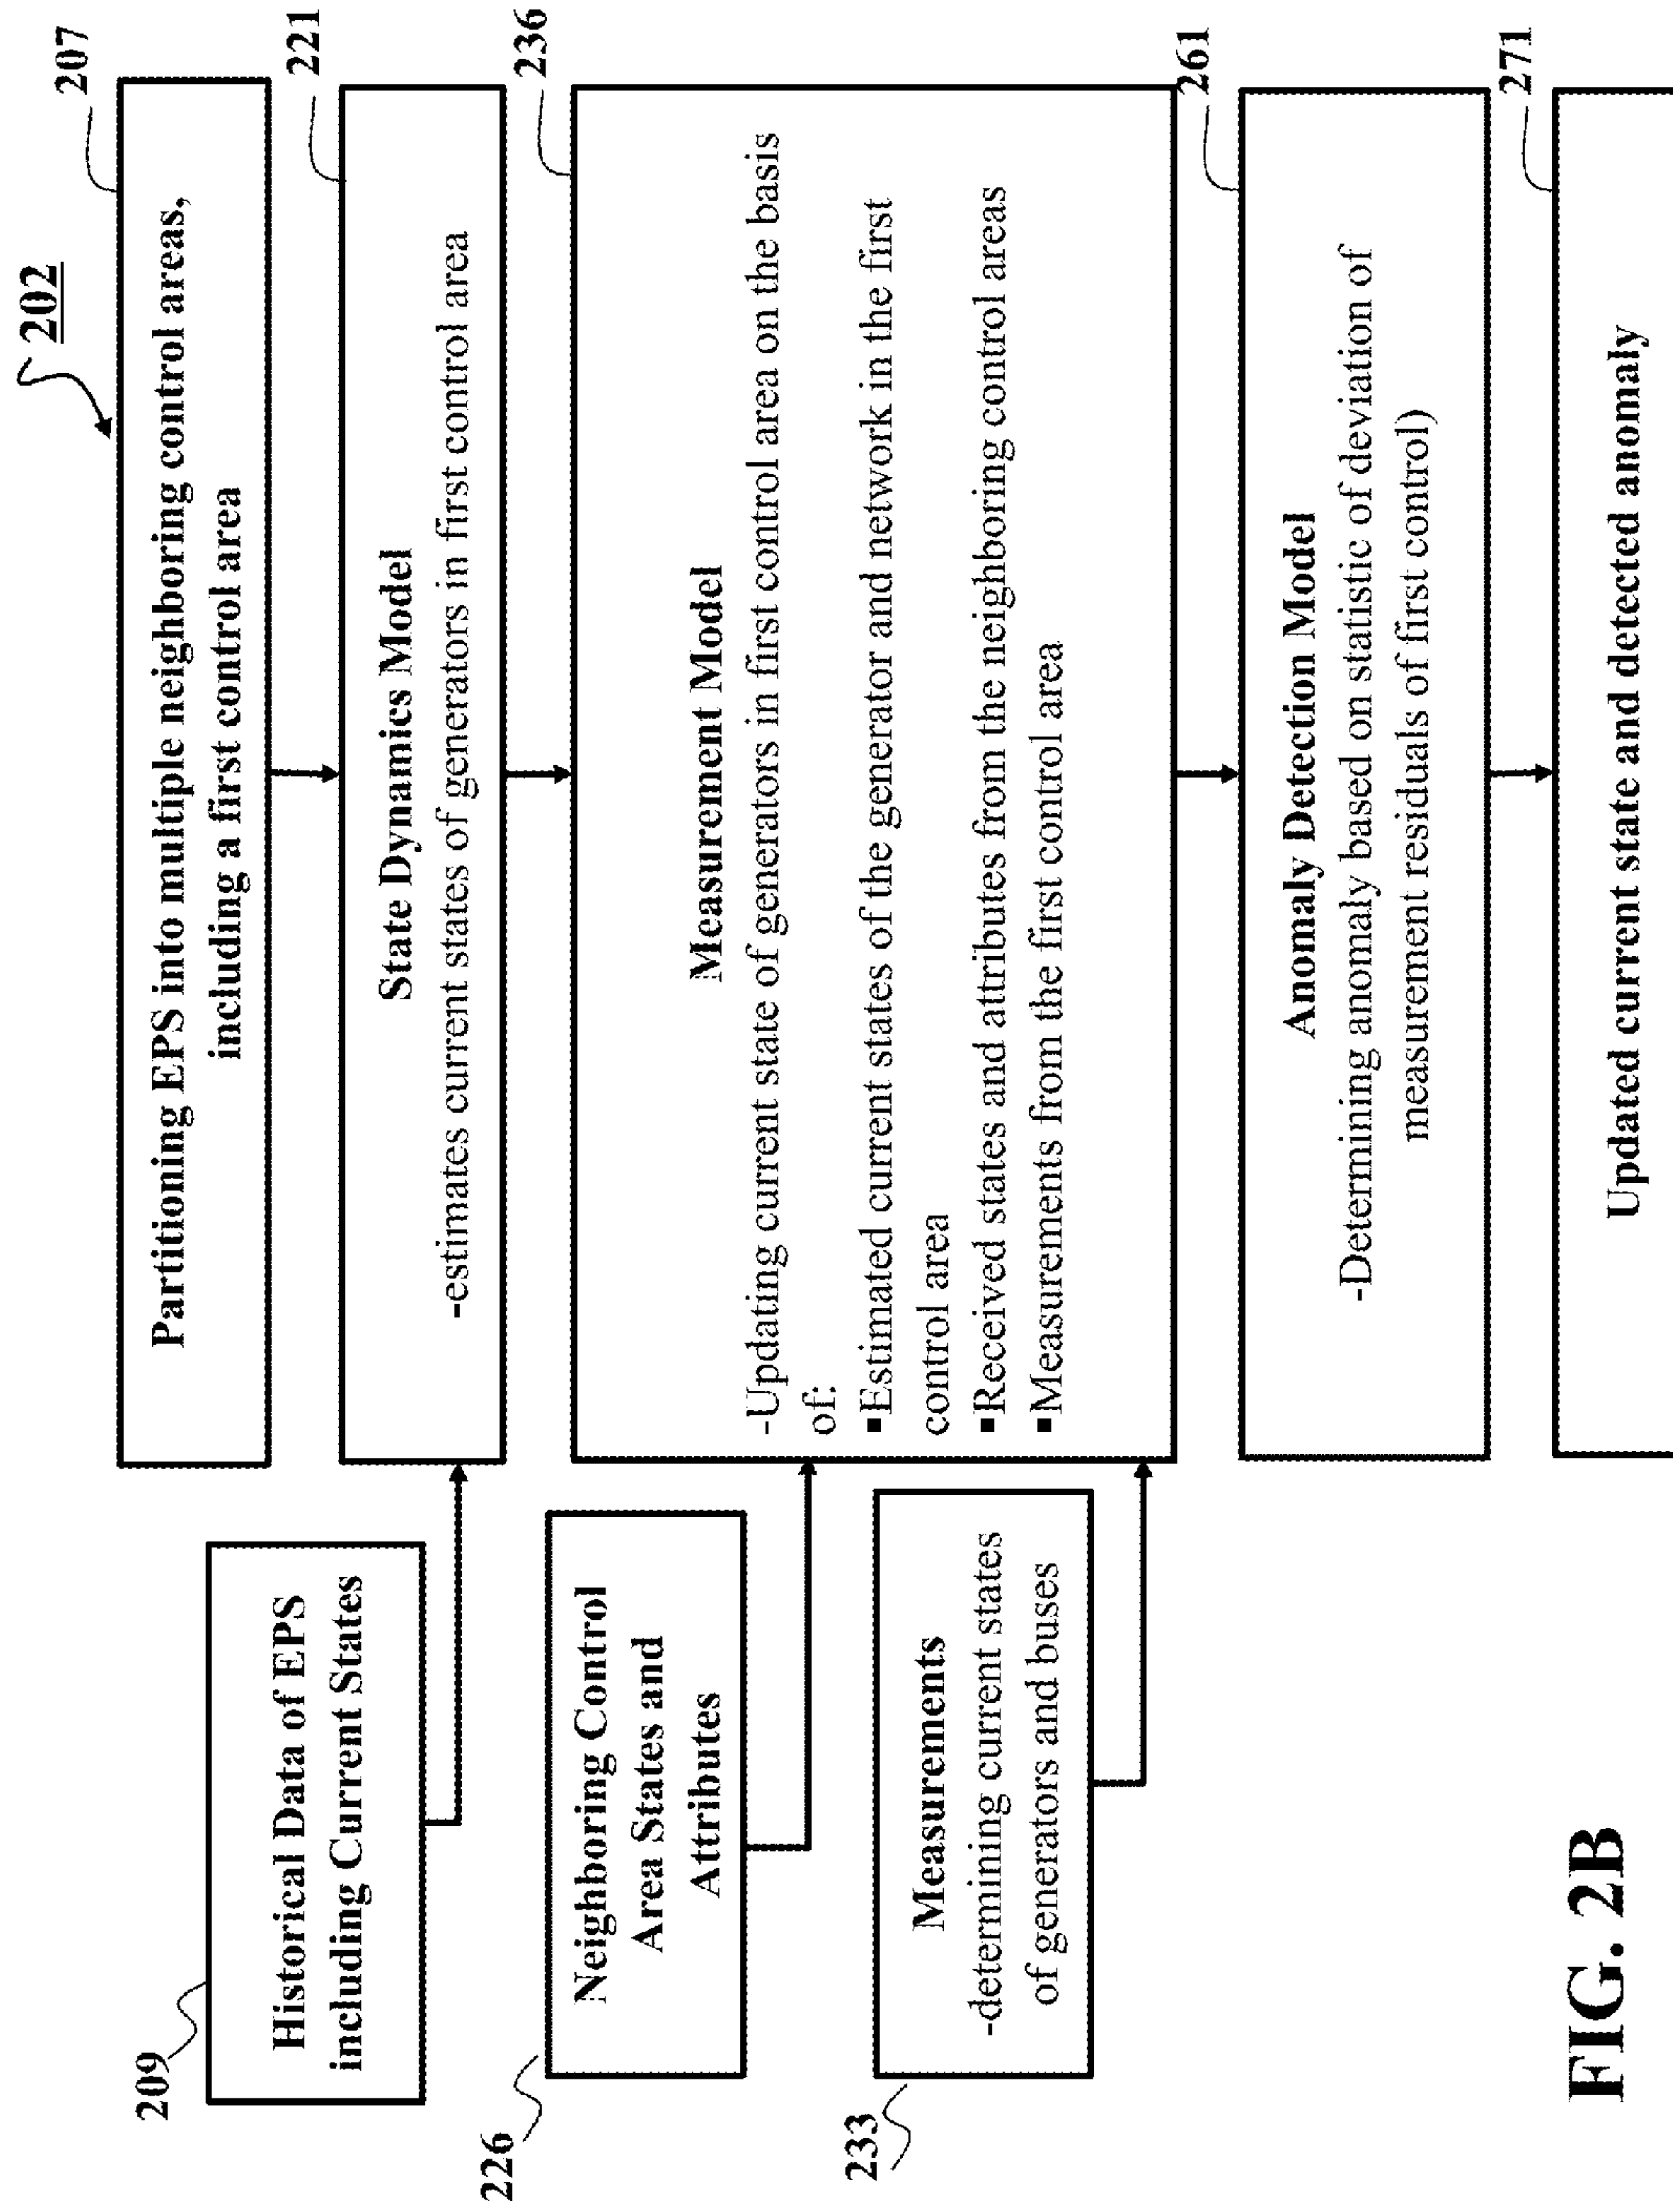 202
207
Partitioning EPS into multiple neighboring control areas,
including a first control area
209
Historical Data of EPS
including Current States
221
State Dynamics Model
-estimates current states of generators in first control area
226
Neighboring Control
Area States and
Attributes
236
Measurement Model
-Updating current state of generators in first control area on the basis
of:
▪Estimated current states of the generator and network in the first
control area
▪Received states and attributes from the neighboring control areas
▪Measurements from the first control area
233
Measurements
-determining current states
of generators and buses
261
Anomaly Detection Model
-Determining anomaly based on statistic of deviation of
measurement residuals of first control)
271
Updated current state and detected anomaly
FIG. 2B